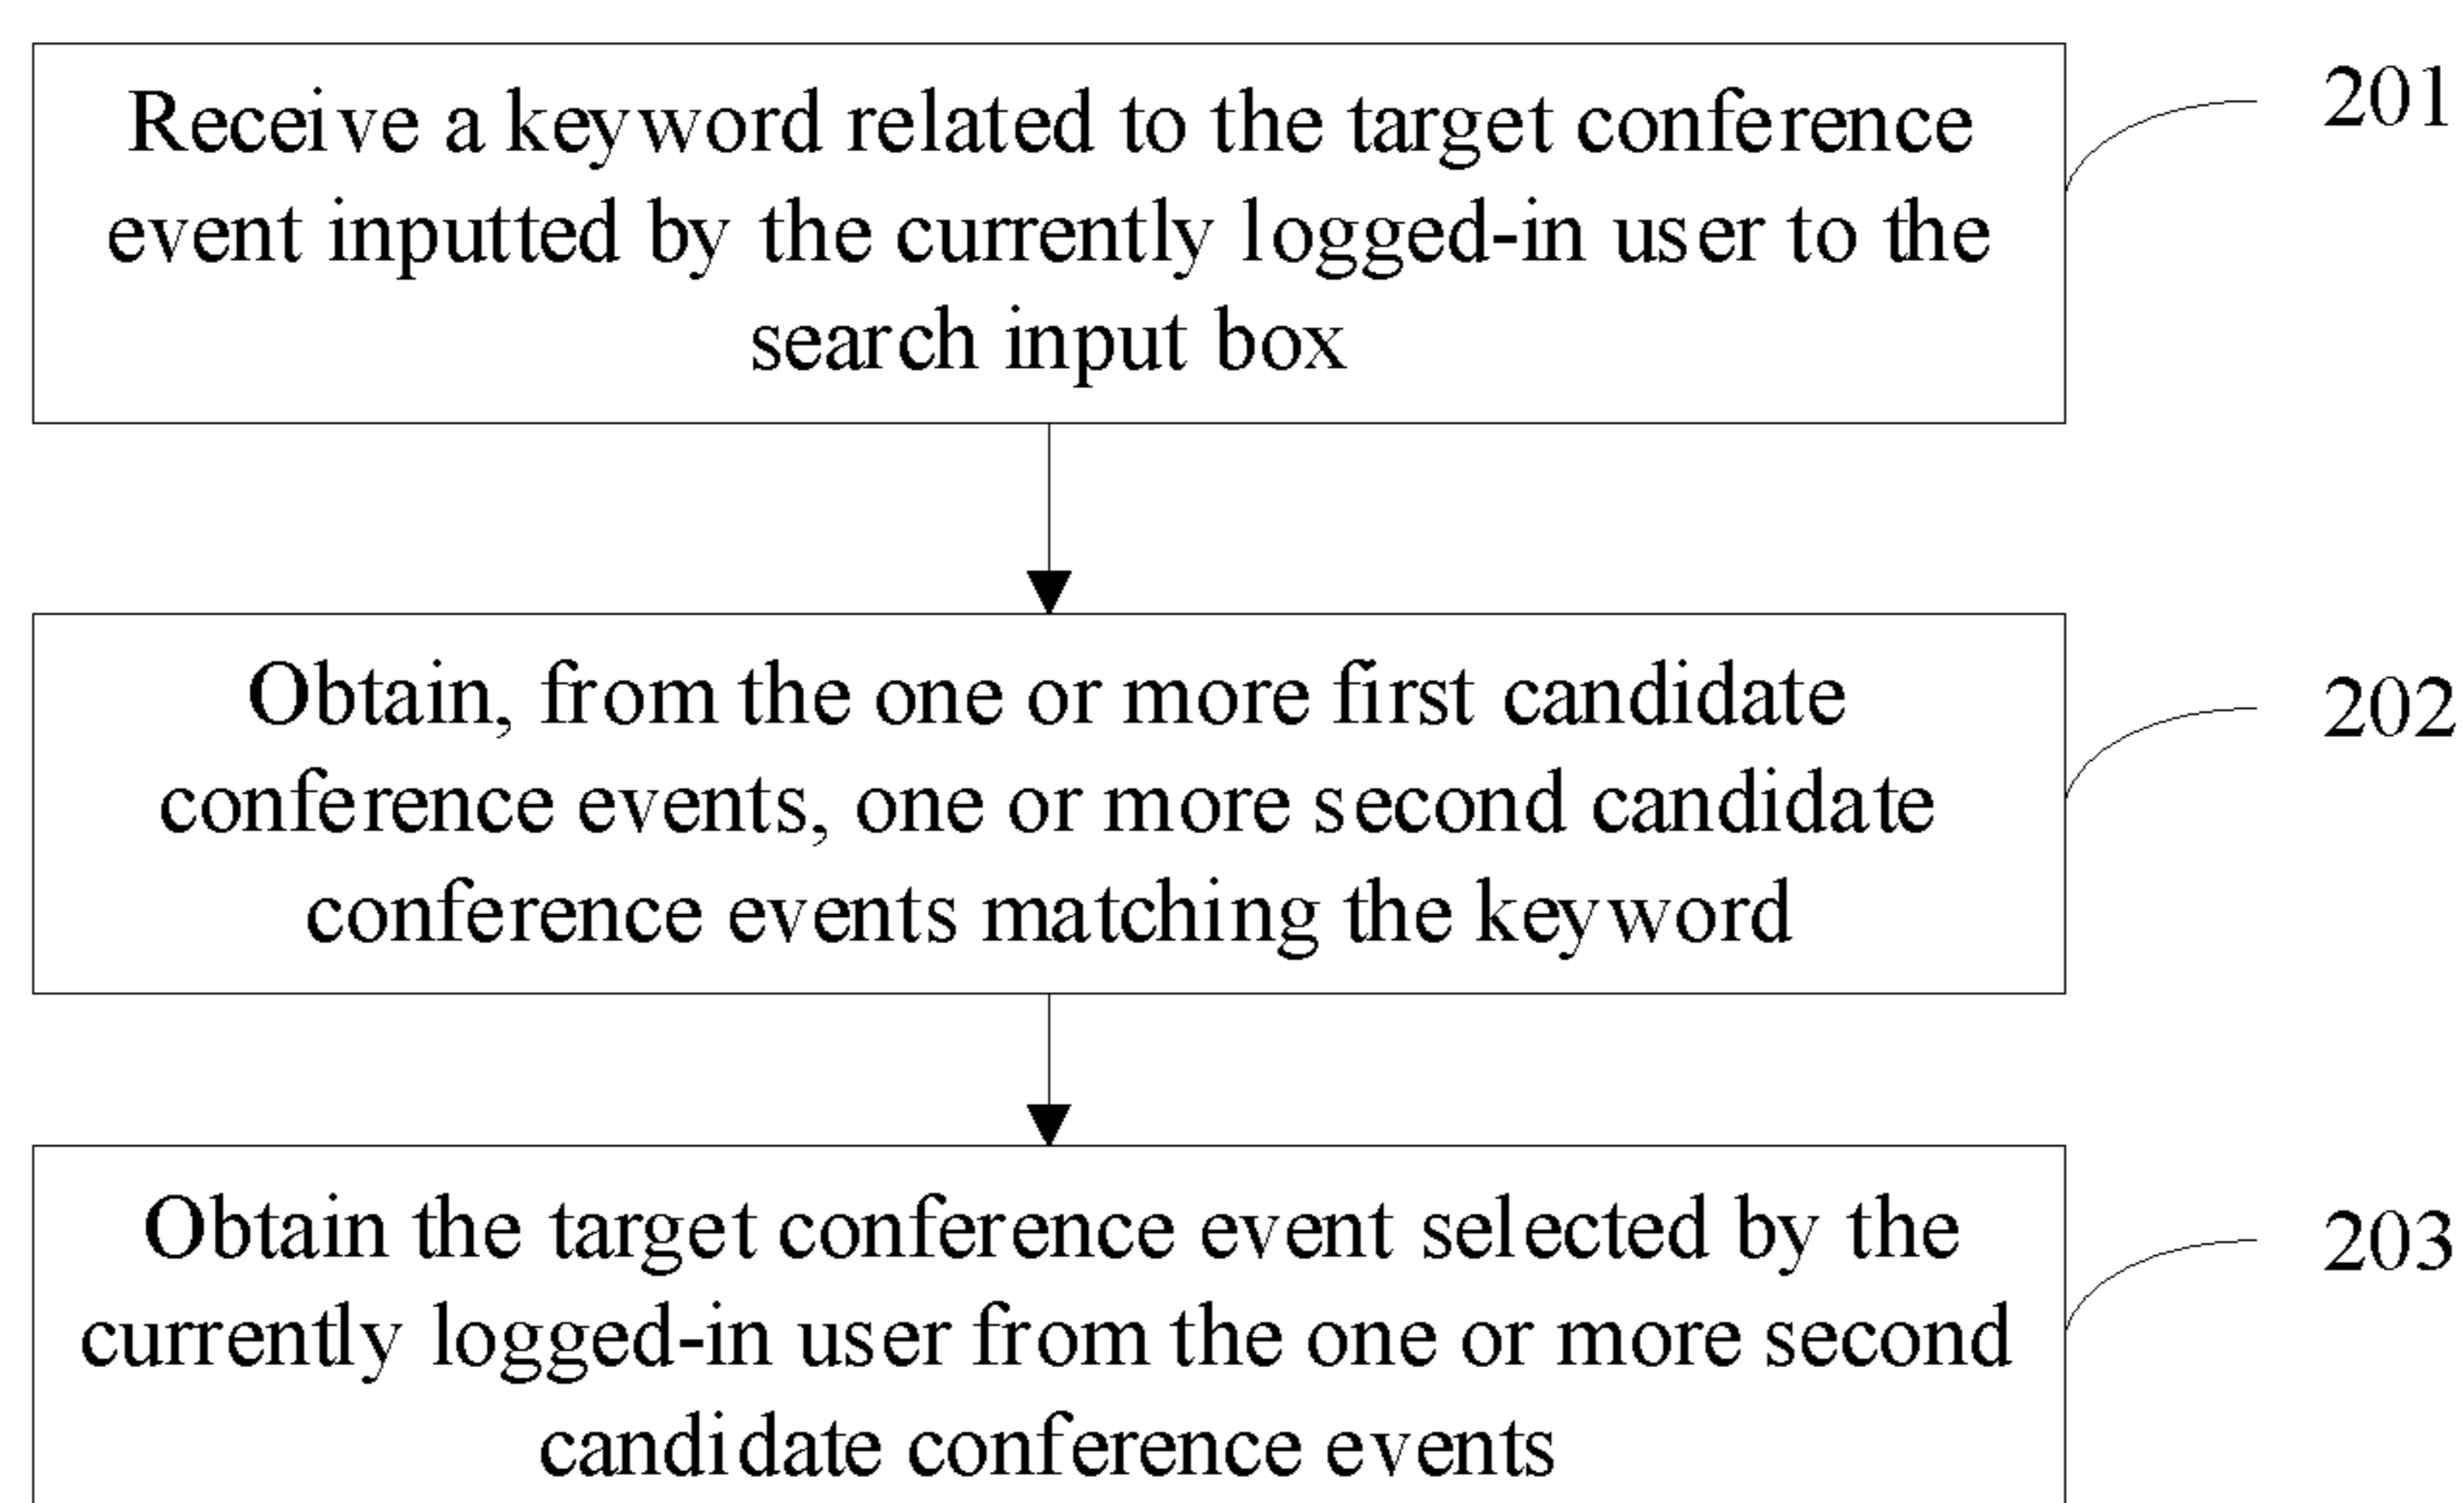 Receive a keyword related to the target conference
event inputted by the currently logged-in user to the
search input box
201
Obtain, from the one or more first candidate
conference events, one or more second candidate
conference events matching the keyword
202
Obtain the target conference event selected by the
currently logged-in user from the one or more second
candidate conference events
203